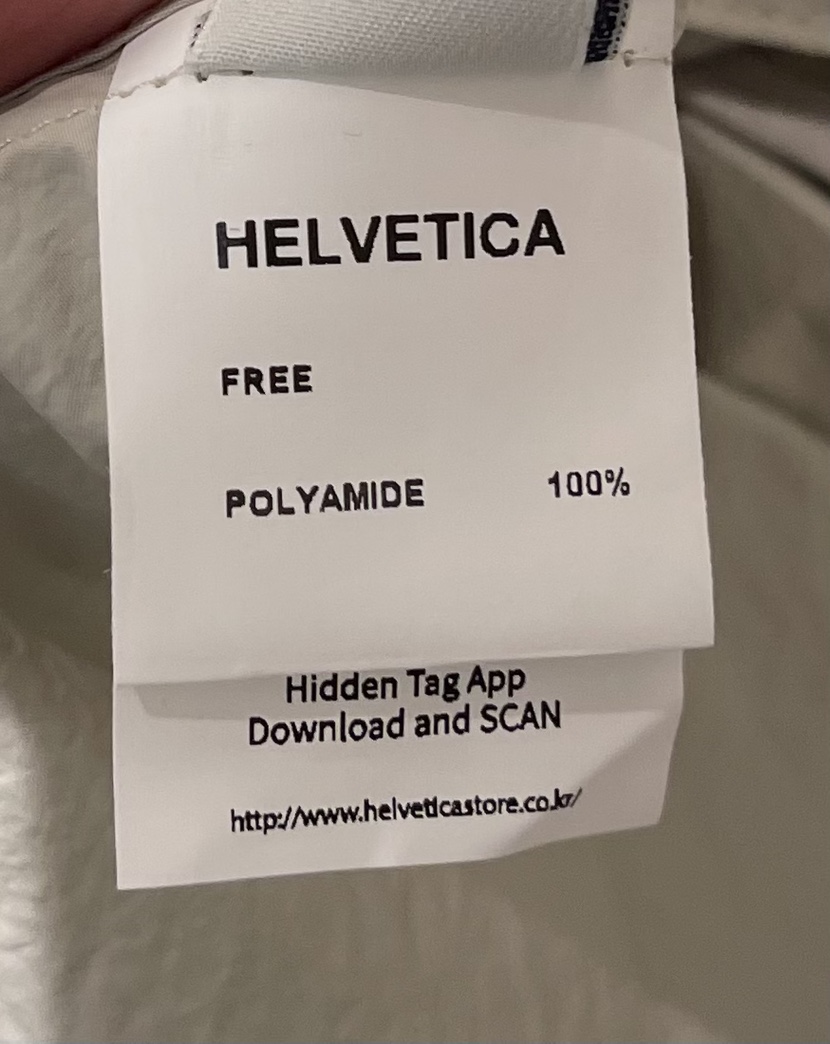 HELVETICA
FREE
POLYAMIDE 100%
Hidden Tag App
Download and SCAN
http://www.helveticastore.co.kr/